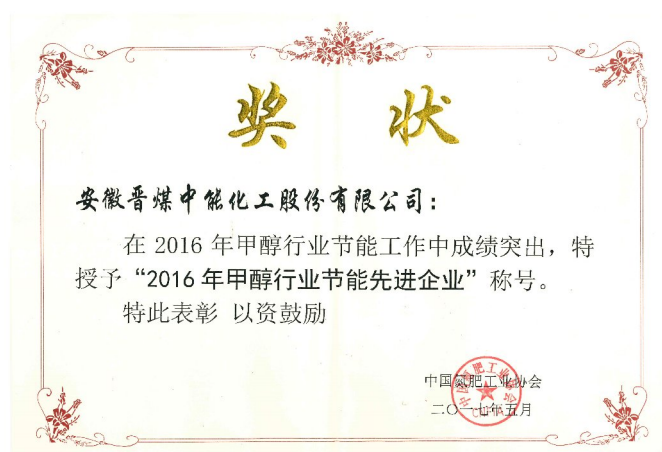 奖 状
安徽晋煤中能化工股份有限公司：
在 2016 年甲醇行业节能工作中成绩突出，特
授予“2016 年甲醇行业节能先进企业”称号。
特此表彰 以资鼓励
中国氮肥工业协会
二〇一七年五月